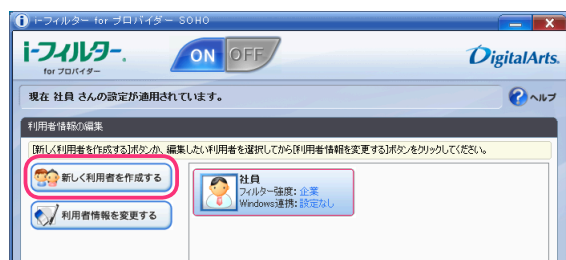 i-フィルター for プロバイダー SOHO
i-フィルター®
for プロバイダー
ON OFF
DigitalArts.
現在 社員 さんの設定が適用されています。
ヘルプ
利用者情報の編集
[新しく利用者を作成する]ボタンか、編集したい利用者を選択してから[利用者情報を変更する]ボタンをクリックしてください。
新しく利用者を作成する
利用者情報を変更する
社員
フィルター強度: 企業
Windows連携: 設定なし